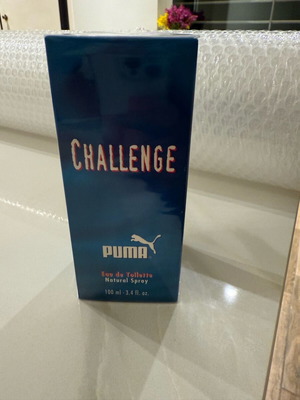 CHALLENGE
PUMA
Eau de Toilette
Natural Spray
100 ml - 3.4 fl. oz.